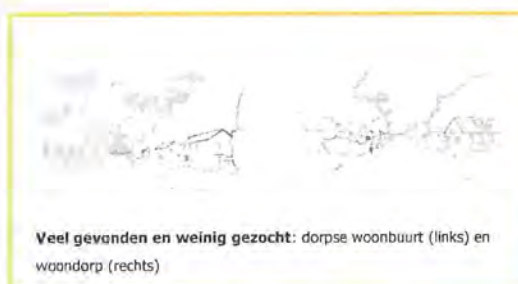 Veel gevonden en weinig gezocht: dorpse woonbuurt (links) en
woondorp (rechts)